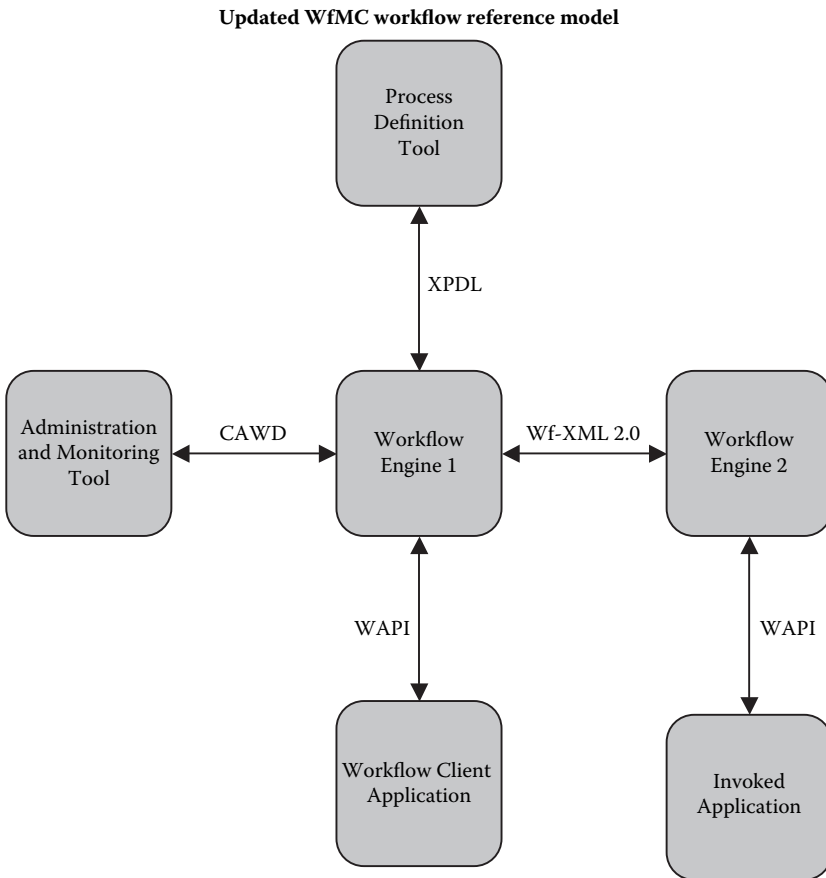 Updated WfMC workflow reference model
Process
Definition
Tool
XPDL
Administration
and Monitoring
Tool
CAWD
Workflow
Engine 1
Wf-XML 2.0
Workflow
Engine 2
WAPI
WAPI
Workflow Client
Application
Invoked
Application